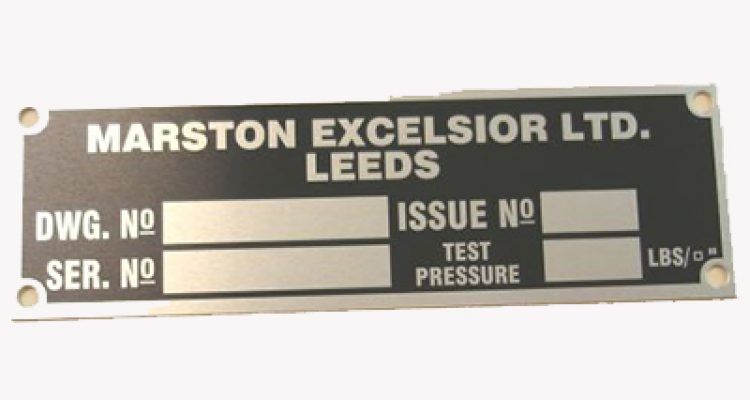 MARSTON EXCELSIOR LTD.
LEEDS
DWG. Nº ISSUE Nº
SER. Nº TEST PRESSURE LBS/□"